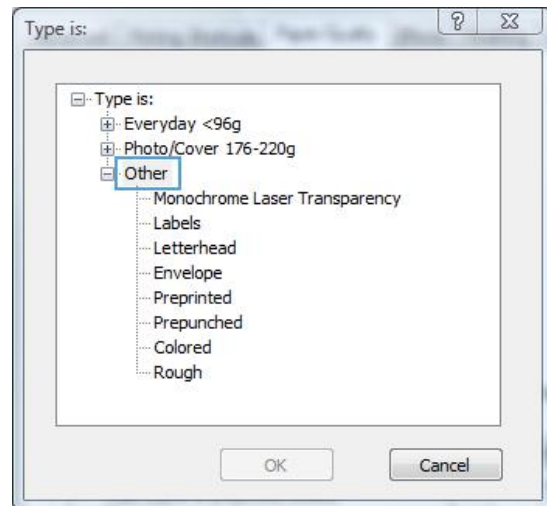 Type is:
Type is:
Everyday <96g
Photo/Cover 176-220g
Other
Monochrome Laser Transparency
Labels
Letterhead
Envelope
Preprinted
Prepunched
Colored
Rough
OK Cancel